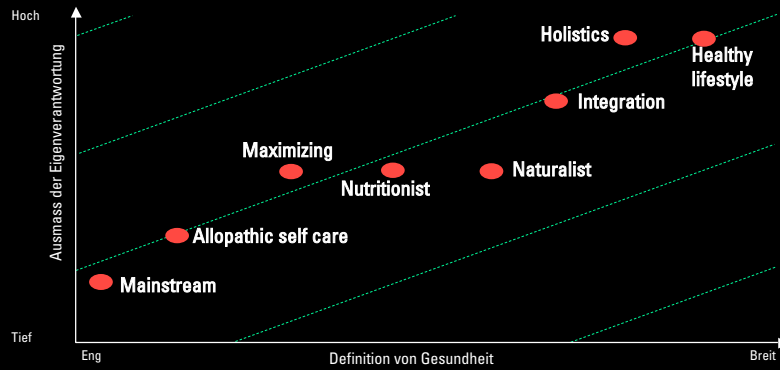 Hoch
Ausmass der Eigenverantwortung
Holistics
Healthy
lifestyle
Integration
Maximizing
Nutritionist
Naturalist
Allopathic self care
Mainstream
Tief
Eng
Definition von Gesundheit
Breit